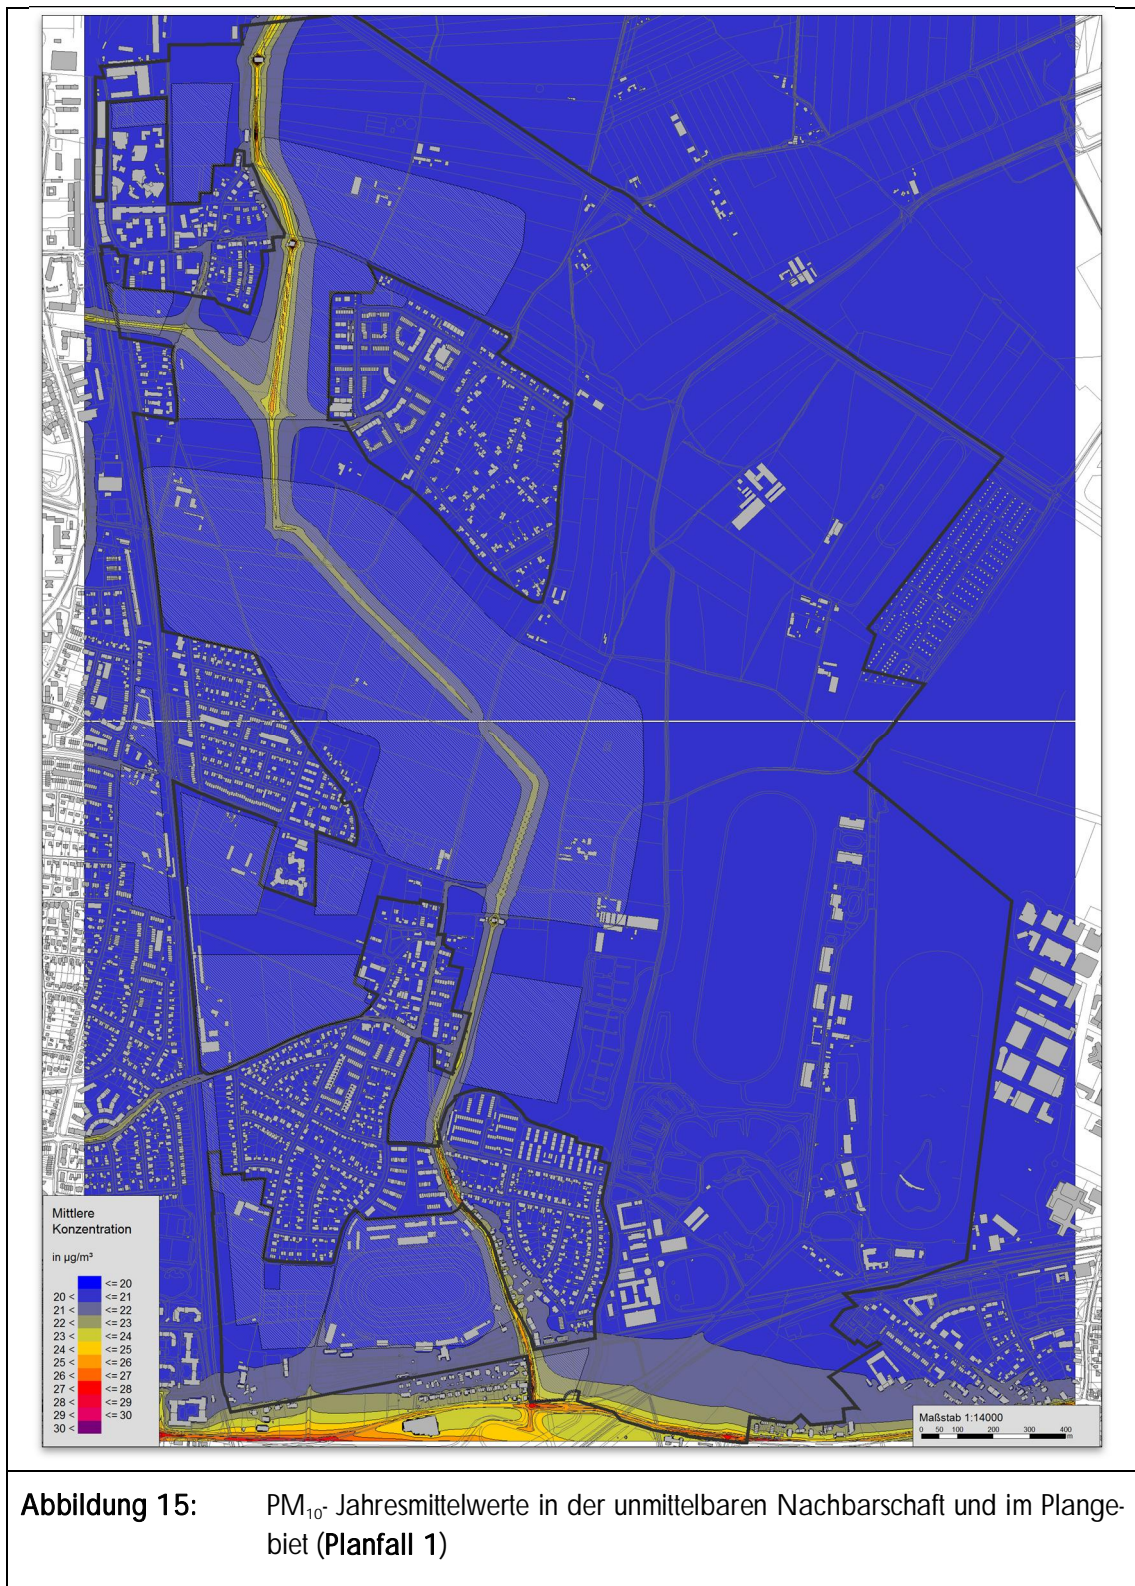 Mittlere
Konzentration
in µg/m³
<= 20
20 < <= 21
21 < <= 22
22 < <= 23
23 < <= 24
24 < <= 25
25 < <= 26
26 < <= 27
27 < <= 28
28 < <= 29
29 < <= 30
30 <
Maßstab 1:14000
0 50 100 200 300 400
m
Abbildung 15: PM₁₀- Jahresmittelwerte in der unmittelbaren Nachbarschaft und im Plange-
biet (Planfall 1)